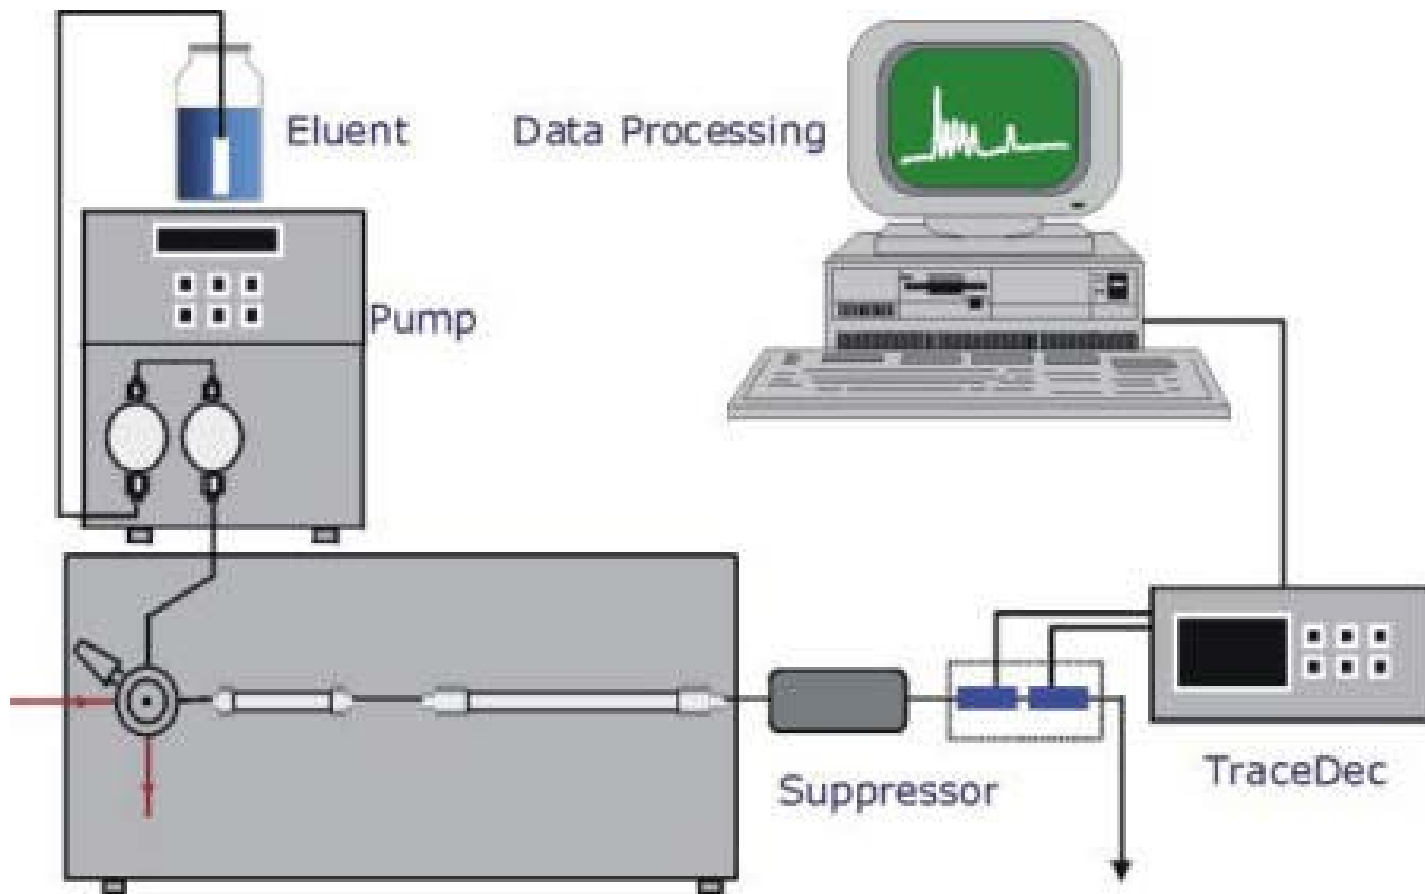 Eluent
Data Processing
Pump
Suppressor
TraceDec